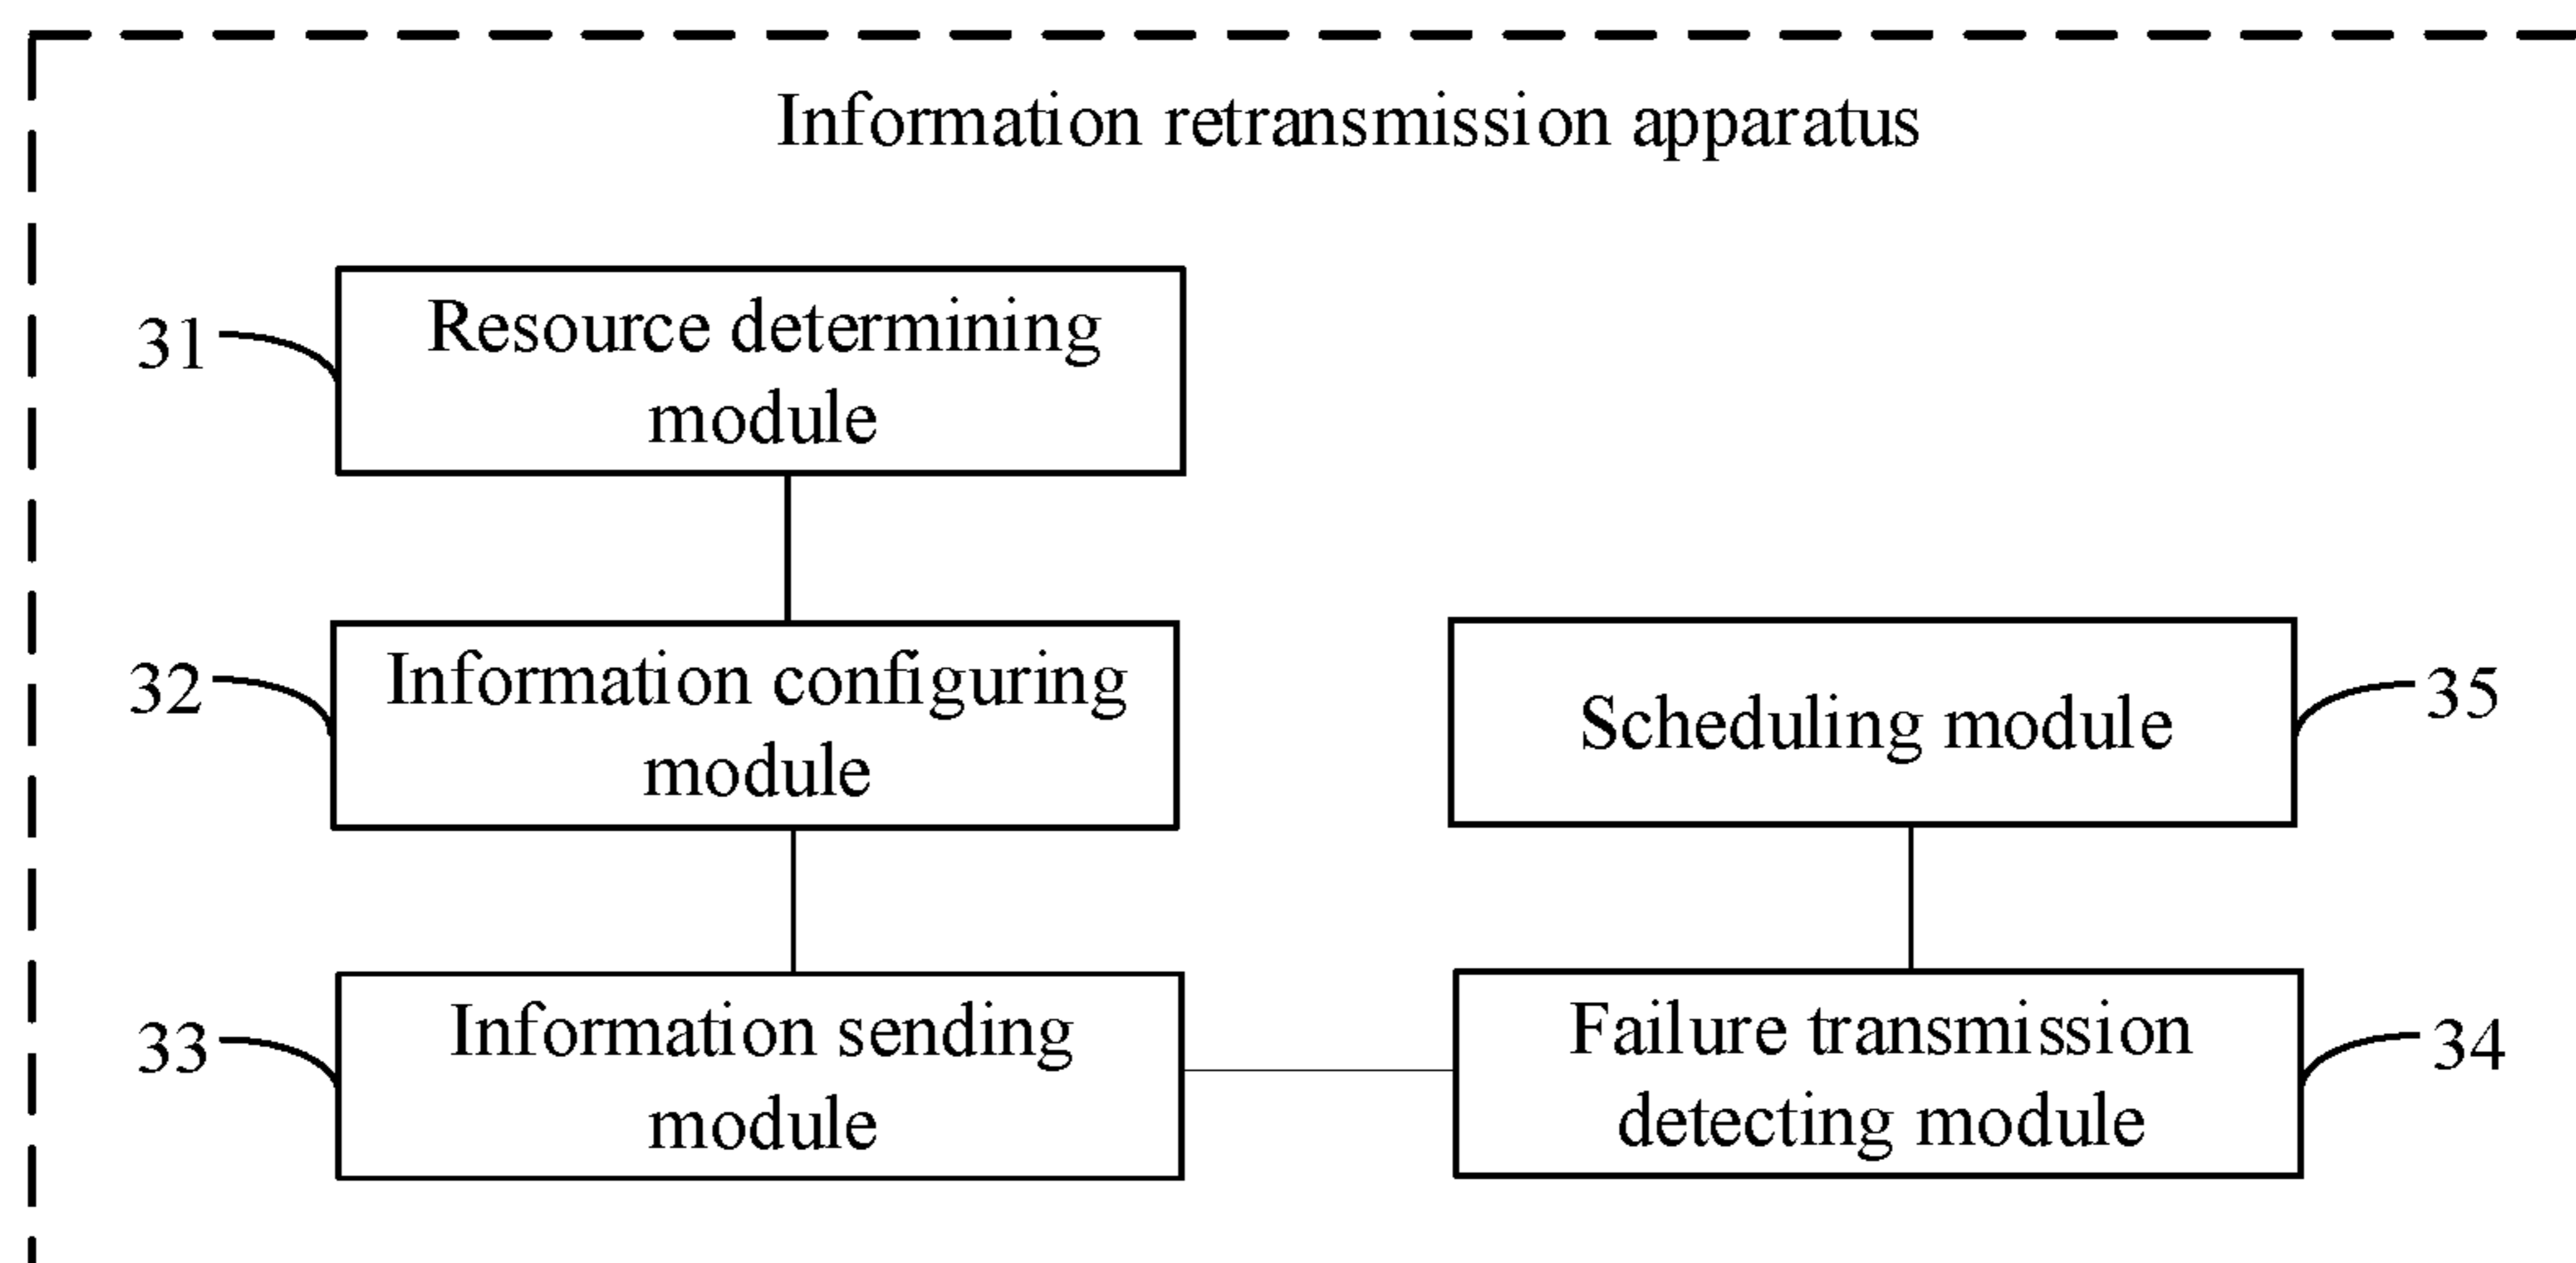 Information retransmission apparatus
31
Resource determining
module
32
Information configuring
module
Scheduling module
35
33
Information sending
module
Failure transmission
detecting module
34